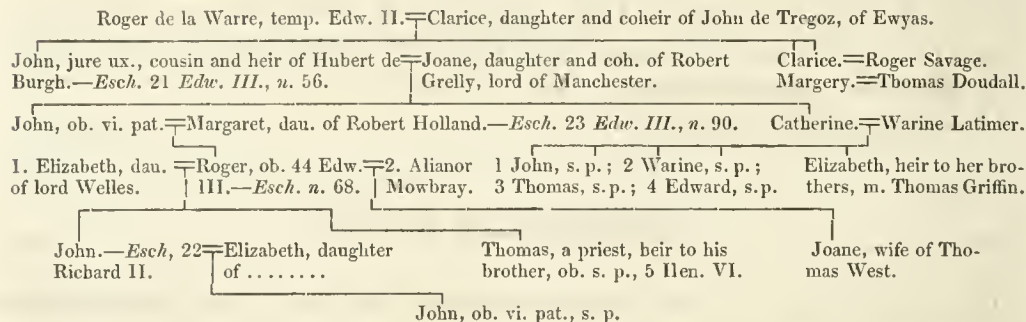 Roger de la Warre, temp. Edw. II.=Clarice, daughter and coheir of John de Tregoz, of Ewyas.
John, jure ux., cousin and heir of Hubert de=Joane, daughter and coh. of Robert Clarice.=Roger Savage.
Burgh.—Esch. 21 Edw. III., n. 56. Grelly, lord of Manchester. Margery.=Thomas Doudall.
John, ob. vi. pat.=Margaret, dau. of Robert Holland.—Esch. 23 Edw. III., n. 90. Catherine.=Warine Latimer.
1. Elizabeth, dau.=Roger, ob. 44 Edw.=2. Alianor 1 John, s. p.; 2 Warine, s. p.; Elizabeth, heir to her bro-
of lord Welles. III.—Esch. n. 68. Mowbray. 3 Thomas, s. p.; 4 Edward, s. p. thers, m. Thomas Griffin.
John.—Esch, 22=Elizabeth, daughter Thomas, a priest, heir to his Joane, wife of Tho-
Richard II. of ........ brother, ob. s. p., 5 Hen. VI. mas West.
John, ob. vi. pat., s. p.